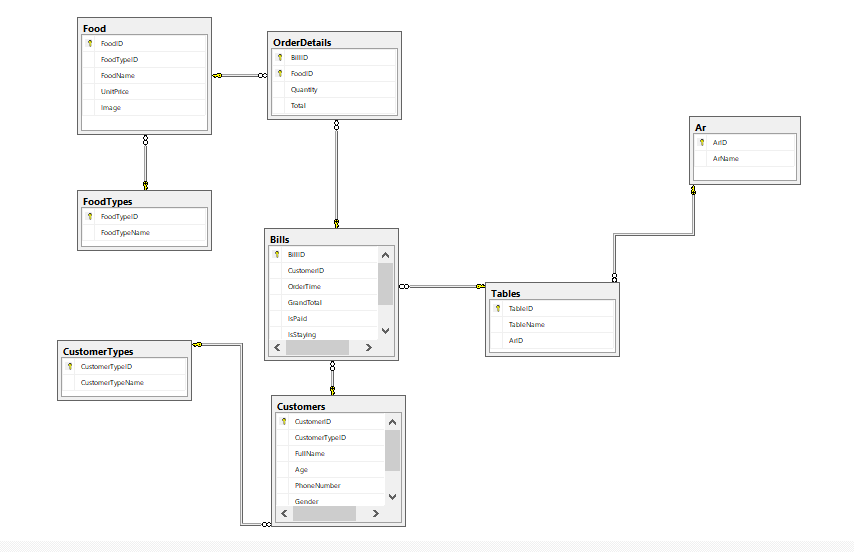 Food
FoodID
FoodTypeID
FoodName
UnitPrice
Image
OrderDetails
BillID
FoodID
Quantity
Total
Ar
ArID
ArName
FoodTypes
FoodTypeID
FoodTypeName
Bills
BillID
CustomerID
OrderTime
GrandTotal
IsPaid
IsStaying
Tables
TableID
TableName
ArID
CustomerTypes
CustomerTypeID
CustomerTypeName
Customers
CustomerID
CustomerTypeID
FullName
Age
PhoneNumber
Gender